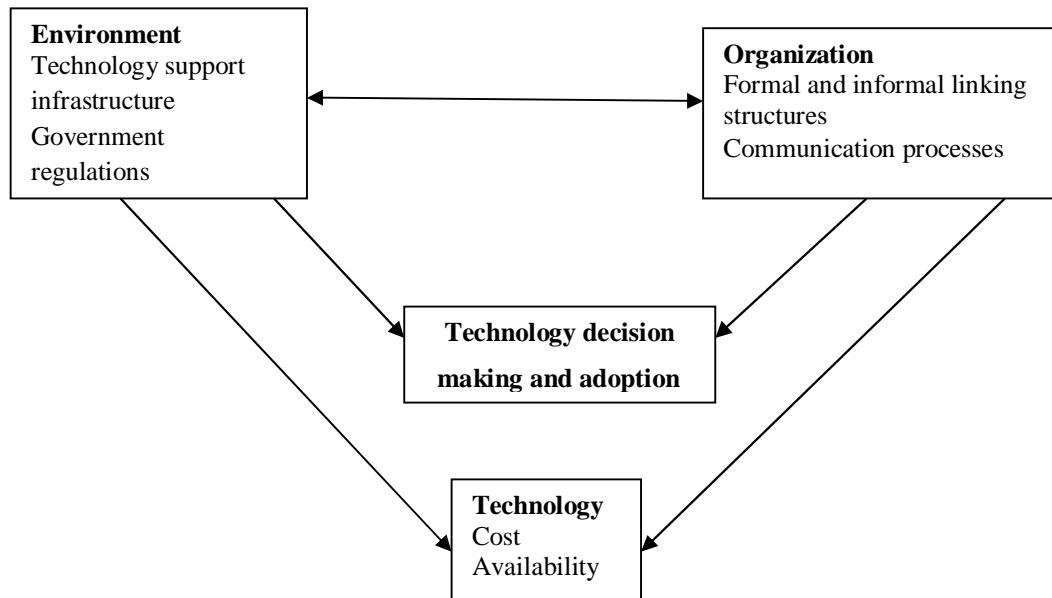 Environment
Technology support
infrastructure
Government
regulations
Organization
Formal and informal linking
structures
Communication processes
Technology decision
making and adoption
Technology
Cost
Availability